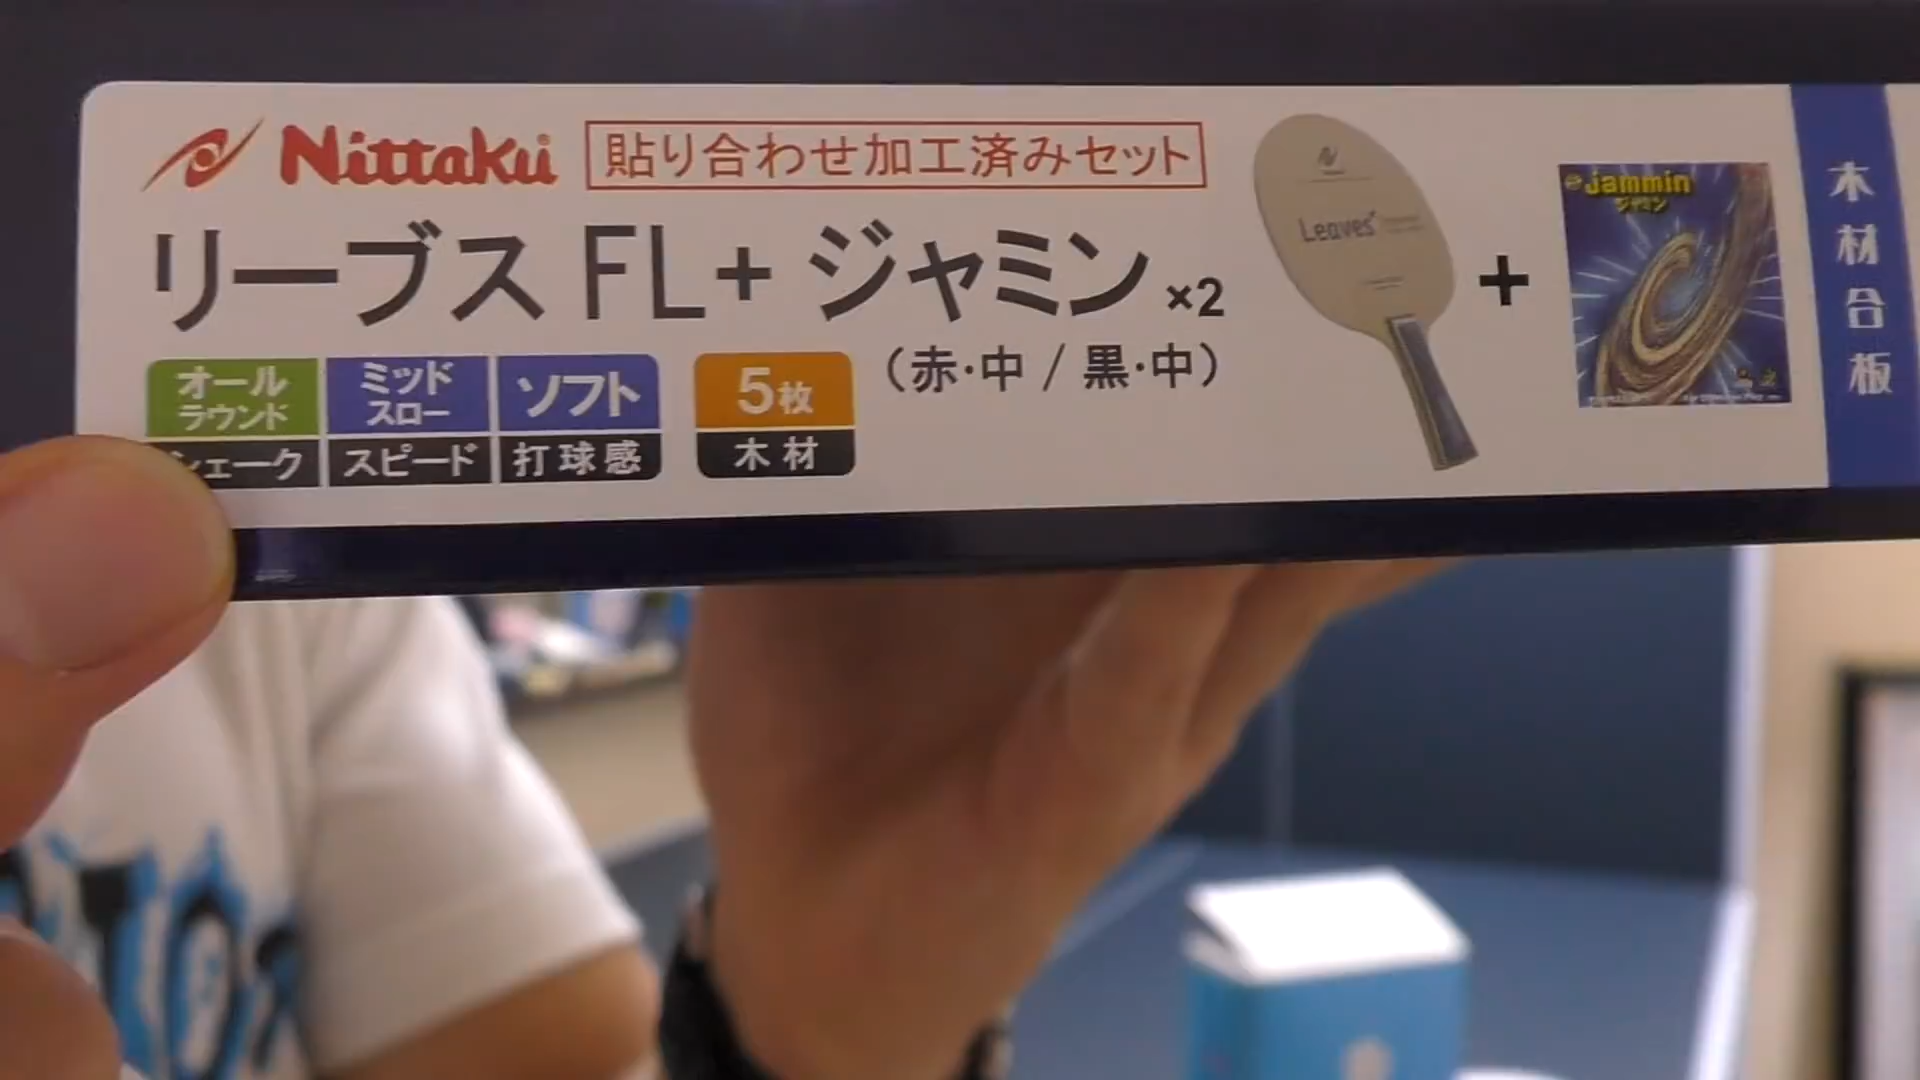 Nittaku 貼り合わせ加工済みセット
リーブス FL+ ジャミン ×2
(赤・中 / 黒・中)
オール
ラウンド
シェーク
ミッド
スロー
スピード
ソフト
打球感
5枚
木材
Leaves
+
jammin
ジャミン
木材合板